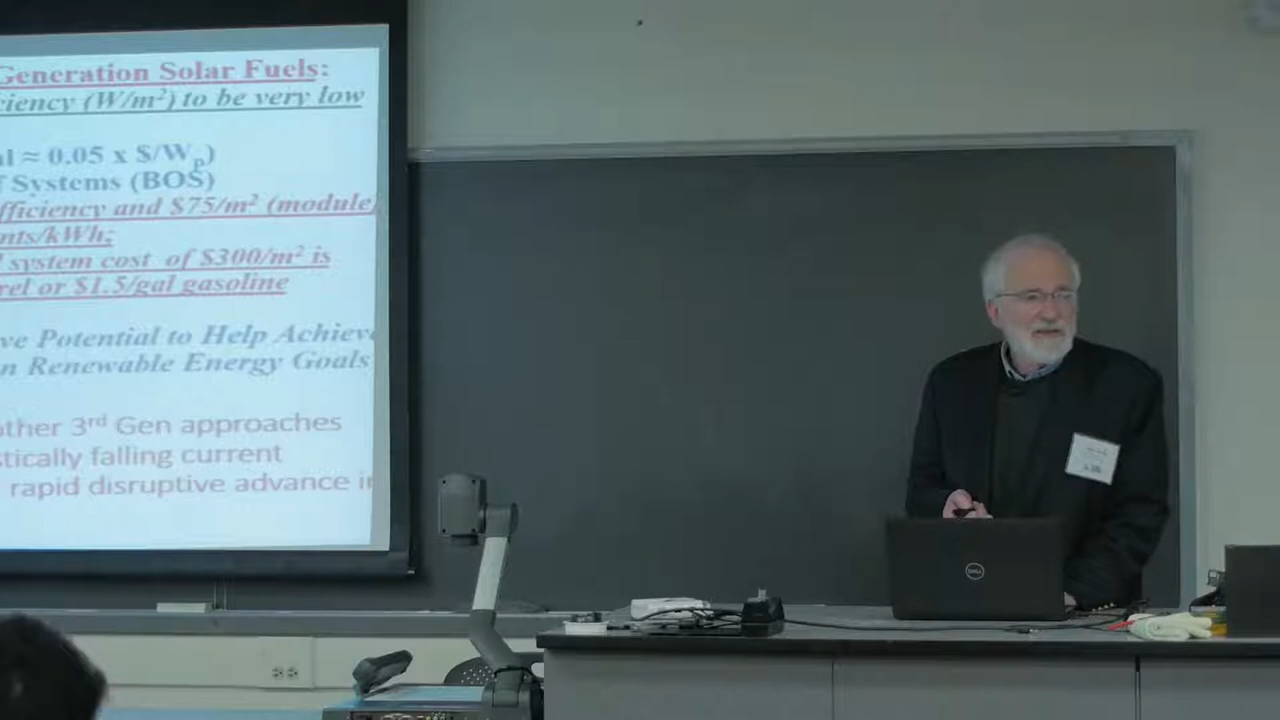 Generation Solar Fuels:
ciency (W/m²) to be very low
al ≈ 0.05 x $/Wp)
f Systems (BOS)
fficiency and $75/m² (module)
nts/kWh;
l system cost of $300/m² is
rel or $1.5/gal gasoline
ve Potential to Help Achieve
n Renewable Energy Goals
other 3rd Gen approaches
stically falling current
rapid disruptive advance in
DELL